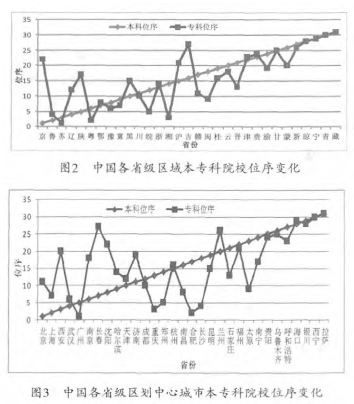 35
30
25
20
15
10
5
0
位序
本科位序
专科位序
京鲁苏辽陕粤鄂豫冀黑川皖浙湘沪吉赣闽桂云晋津贵渝甘蒙新琼宁青藏
省份
图2 中国各省级区域本专科院校位序变化
35
30
25
20
15
10
5
0
位序
本科位序
专科位序
北京
上海
西安
武汉
广州
南京
长春
沈阳
哈尔滨
天津
济南
成都
重庆
郑州
杭州
南昌
合肥
长沙
昆明
兰州
石家庄
福州
太原
南宁
贵阳
乌鲁木齐
呼和浩特
海口
银川
西宁
拉萨
省份
图3 中国各省级区划中心城市本专科院校位序变化